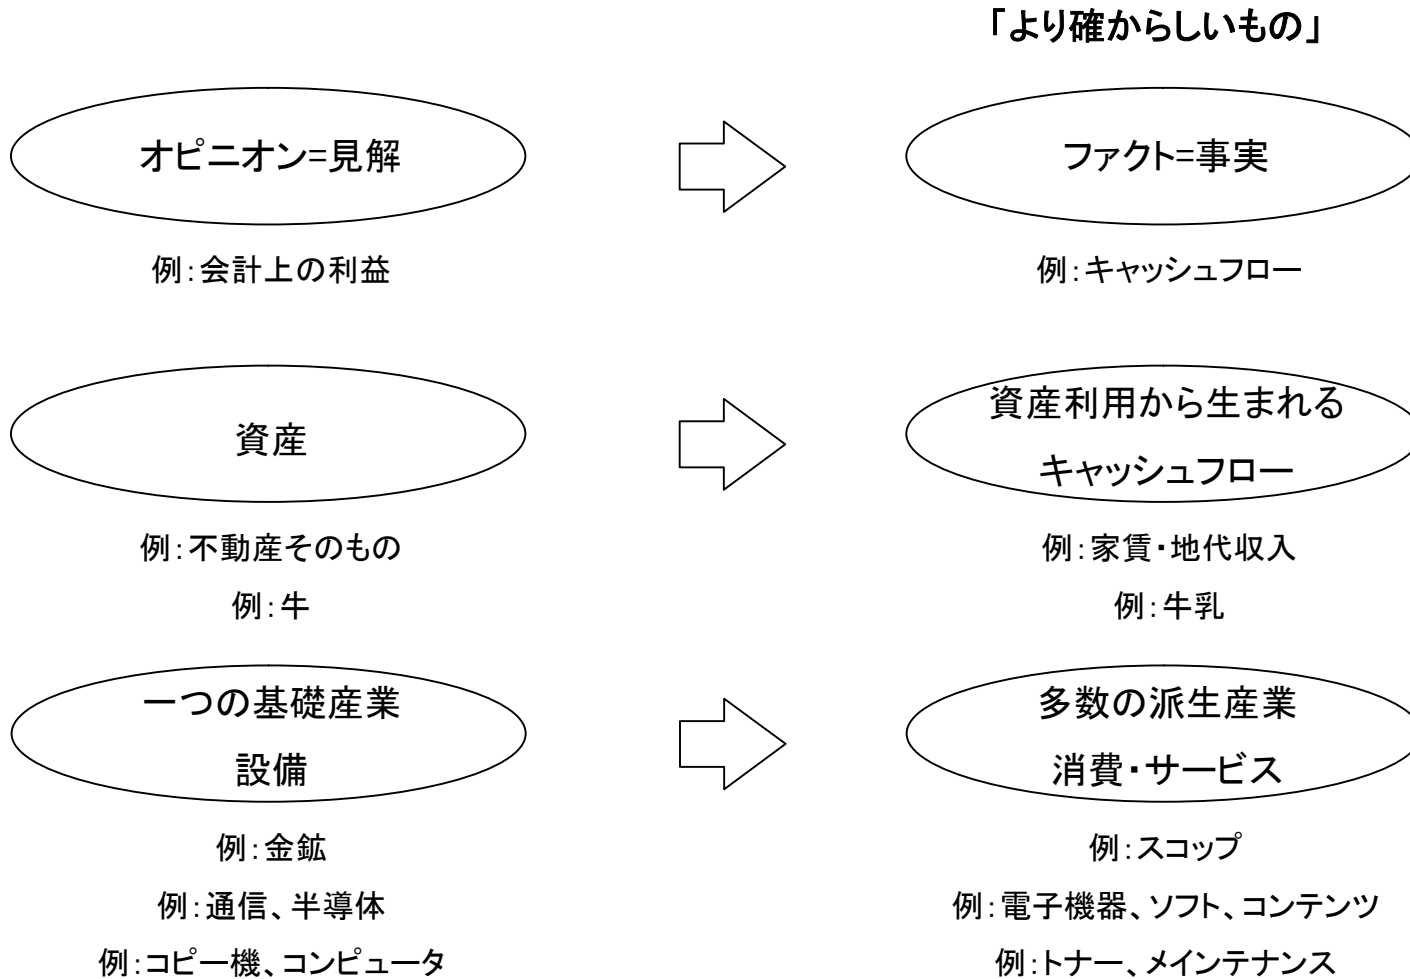 「より確からしいもの」
オピニオン=見解
ファクト=事実
例:会計上の利益
例:キャッシュフロー
資産
資産利用から生まれる
キャッシュフロー
例:不動産そのもの
例:家賃・地代収入
例:牛
例:牛乳
一つの基礎産業
設備
多数の派生産業
消費・サービス
例:金鉱
例:スコップ
例:通信、半導体
例:電子機器、ソフト、コンテンツ
例:コピー機、コンピュータ
例:トナー、メインテナンス